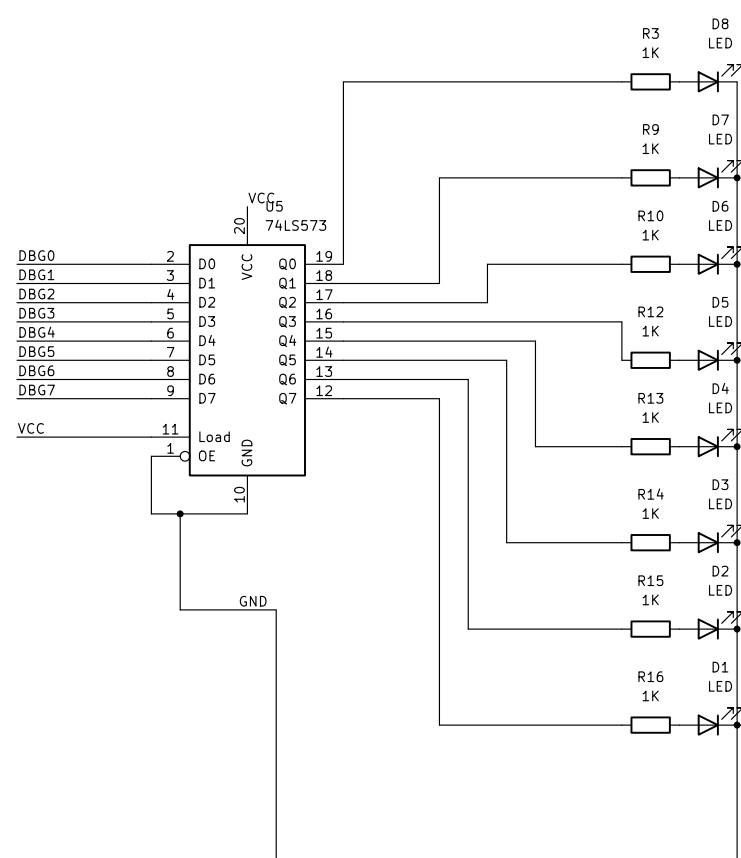 D8
R3
LED
1K
D7
R9
LED
1K
VCC
U5
D6
20
74LS573
R10
LED
1K
DBG0 2 D0 VCC Q0 19
DBG1 3 D1 Q1 18
DBG2 4 D2 Q2 17
D5
R12
LED
DBG3 5 D3 Q3 16
1K
DBG4 6 D4 Q4 15
DBG5 7 D5 Q5 14
DBG6 8 D6 Q6 13
DBG7 9 D7 Q7 12
D4
R13
LED
1K
VCC 11 Load
1 OE GND
10
D3
R14
LED
1K
D2
R15
LED
1K
GND
D1
R16
LED
1K